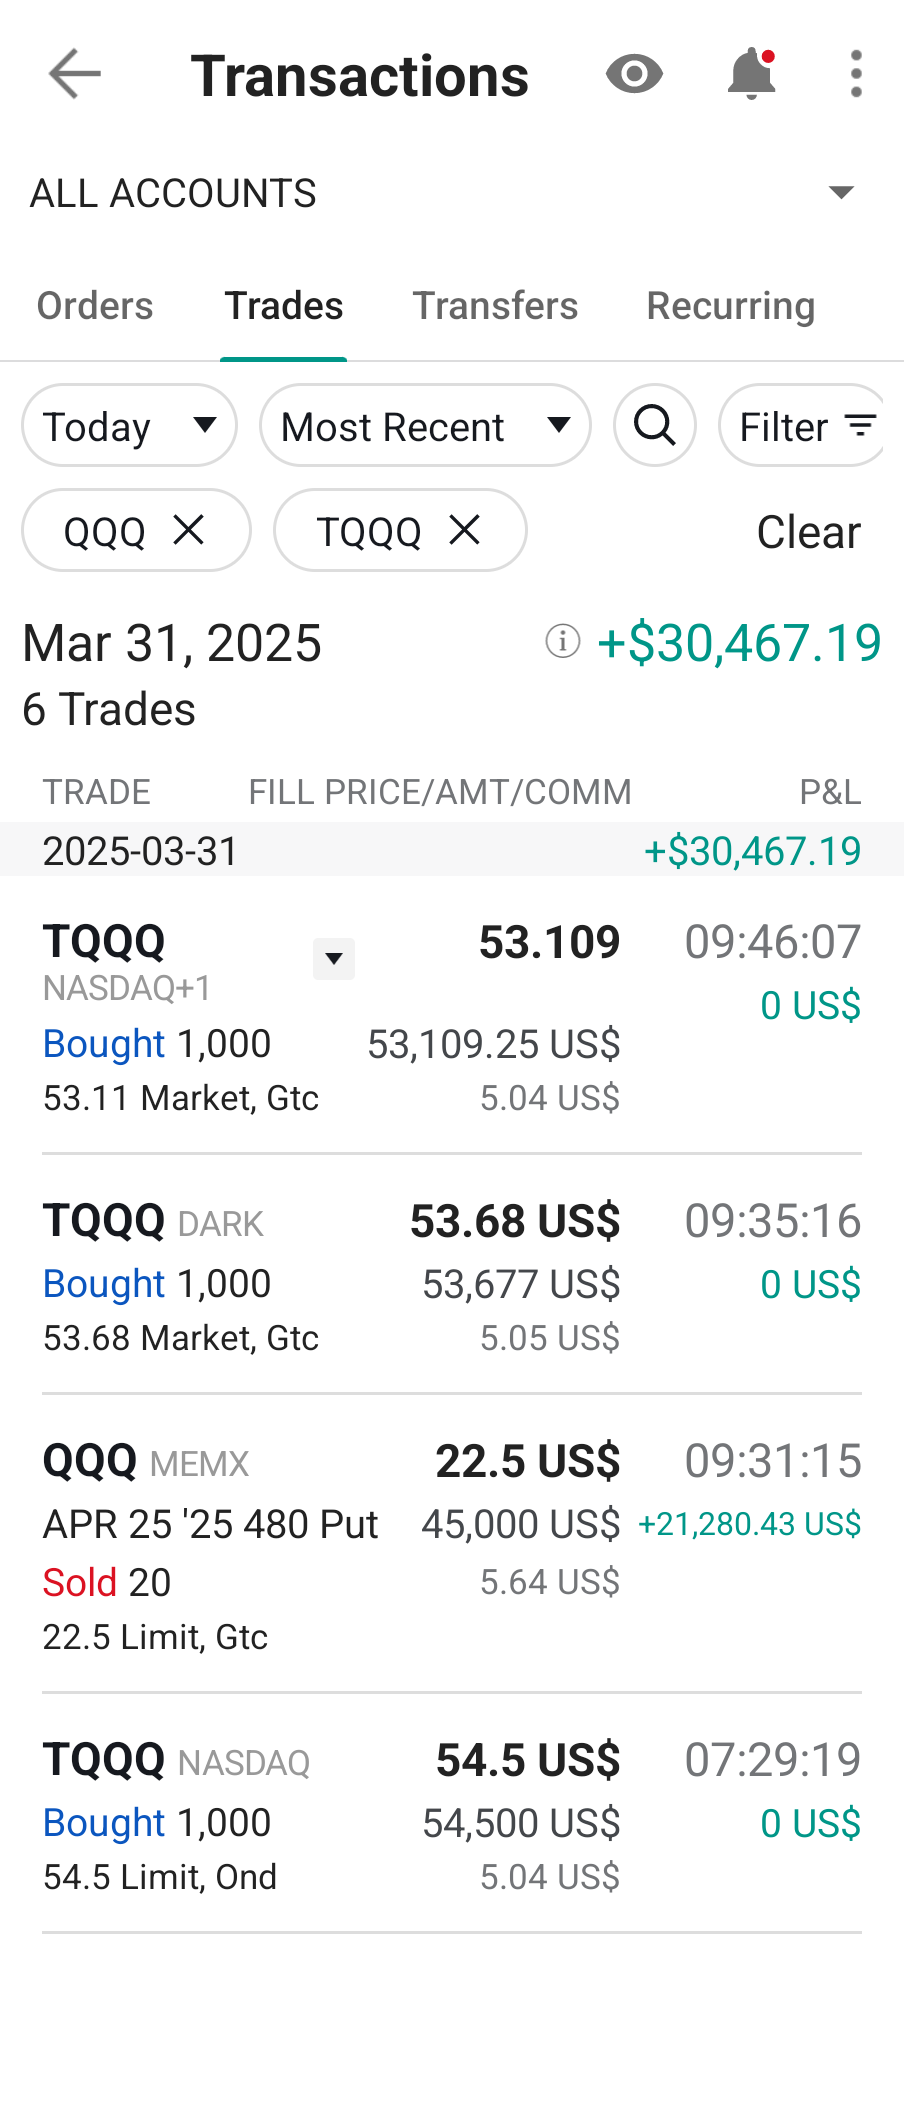 Transactions
ALL ACCOUNTS
Orders Trades Transfers Recurring
Today Most Recent Filter
QQQ TQQQ Clear
Mar 31, 2025 +$30,467.19
6 Trades
TRADE FILL PRICE/AMT/COMM P&L
2025-03-31 +$30,467.19
TQQQ 53.109 09:46:07
NASDAQ+1 0 US$
Bought 1,000 53,109.25 US$
53.11 Market, Gtc 5.04 US$
TQQQ DARK 53.68 US$ 09:35:16
Bought 1,000 53,677 US$ 0 US$
53.68 Market, Gtc 5.05 US$
QQQ MEMX 22.5 US$ 09:31:15
APR 25 '25 480 Put 45,000 US$ +21,280.43 US$
Sold 20 5.64 US$
22.5 Limit, Gtc
TQQQ NASDAQ 54.5 US$ 07:29:19
Bought 1,000 54,500 US$ 0 US$
54.5 Limit, Ond 5.04 US$